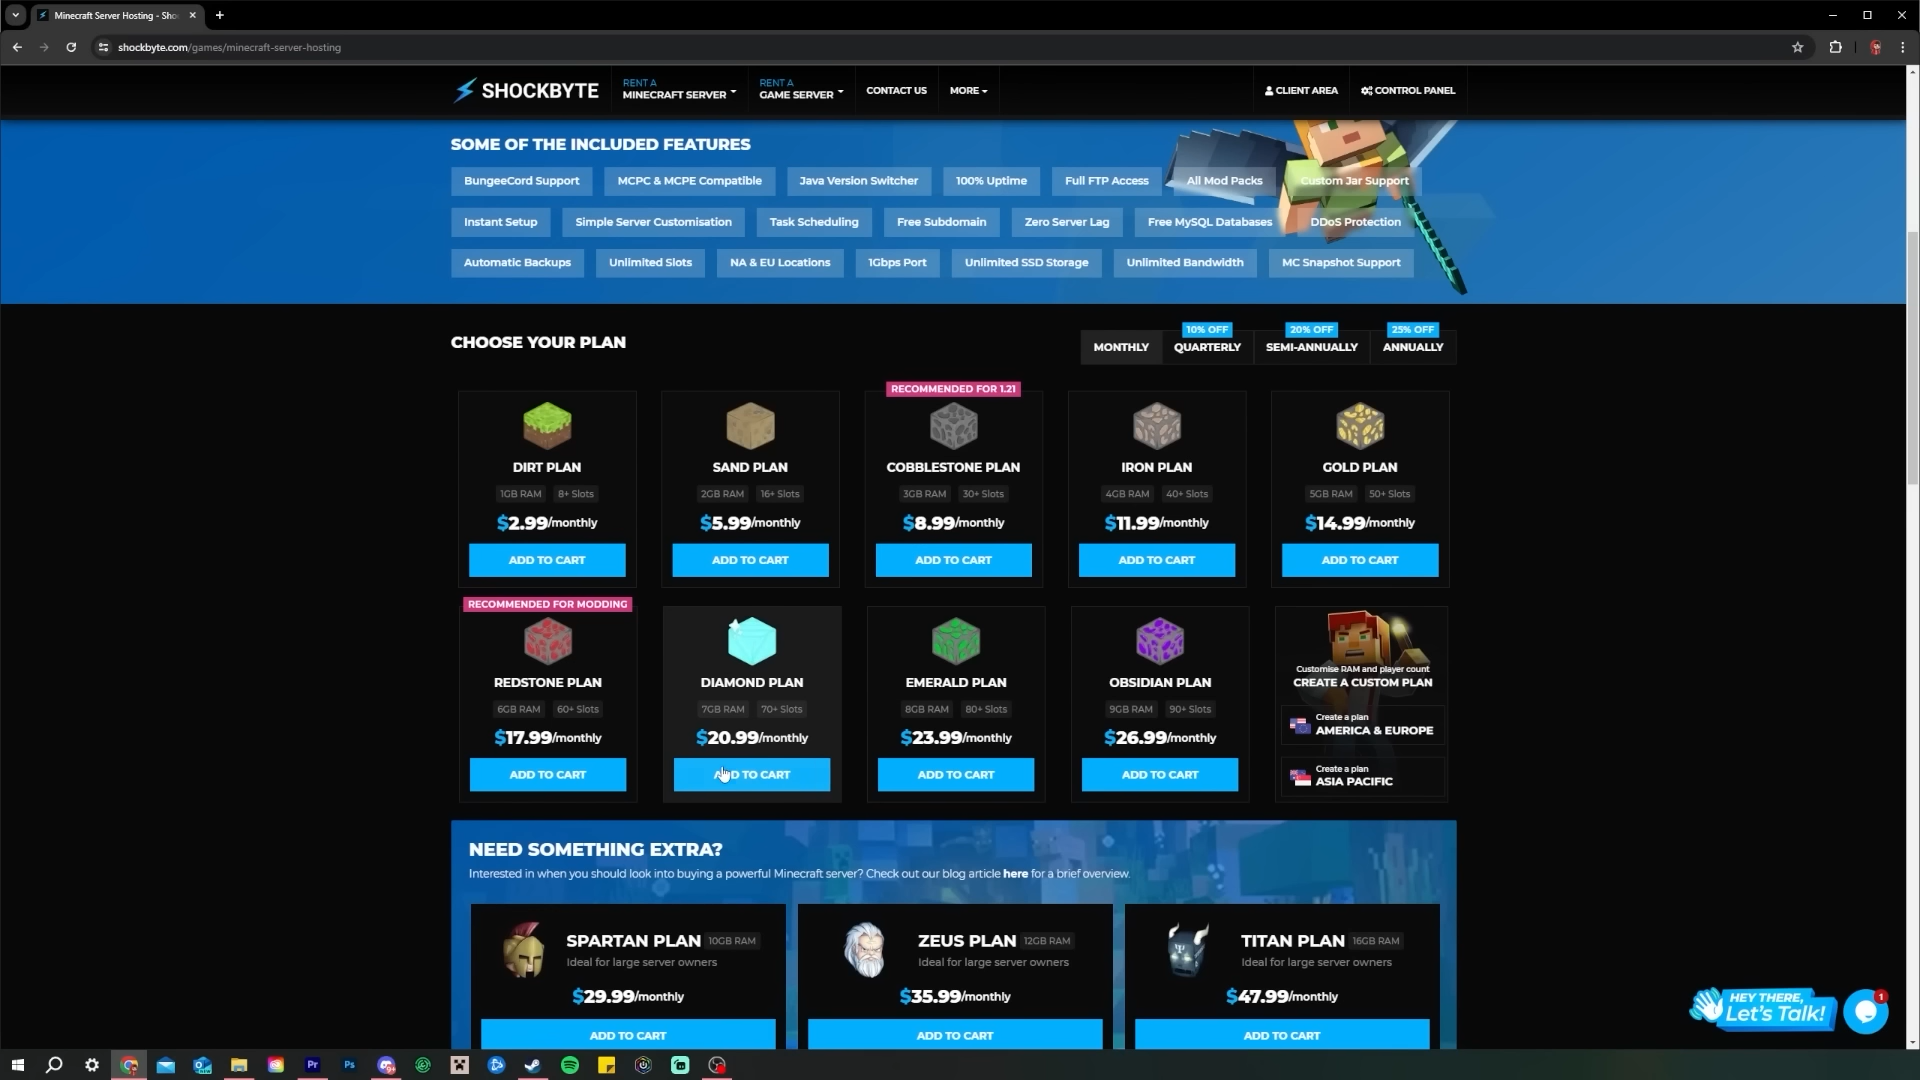 Minecraft Server Hosting - Sho
shockbyte.com/games/minecraft-server-hosting
SHOCKBYTE
RENT A
MINECRAFT SERVER
RENT A
GAME SERVER
CONTACT US
MORE
CLIENT AREA
CONTROL PANEL
SOME OF THE INCLUDED FEATURES
BungeeCord Support
MCPC & MCPE Compatible
Java Version Switcher
100% Uptime
Full FTP Access
All Mod Packs
Custom Jar Support
Instant Setup
Simple Server Customisation
Task Scheduling
Free Subdomain
Zero Server Lag
Free MySQL Databases
DDoS Protection
Automatic Backups
Unlimited Slots
NA & EU Locations
1Gbps Port
Unlimited SSD Storage
Unlimited Bandwidth
MC Snapshot Support
CHOOSE YOUR PLAN
MONTHLY
10% OFF
QUARTERLY
20% OFF
SEMI-ANNUALLY
25% OFF
ANNUALLY
DIRT PLAN
1GB RAM 8+ Slots
$2.99/monthly
ADD TO CART
SAND PLAN
2GB RAM 16+ Slots
$5.99/monthly
ADD TO CART
RECOMMENDED FOR 1.21
COBBLESTONE PLAN
3GB RAM 30+ Slots
$8.99/monthly
ADD TO CART
IRON PLAN
4GB RAM 40+ Slots
$11.99/monthly
ADD TO CART
GOLD PLAN
5GB RAM 50+ Slots
$14.99/monthly
ADD TO CART
RECOMMENDED FOR MODDING
REDSTONE PLAN
6GB RAM 60+ Slots
$17.99/monthly
ADD TO CART
DIAMOND PLAN
7GB RAM 70+ Slots
$20.99/monthly
ADD TO CART
EMERALD PLAN
8GB RAM 80+ Slots
$23.99/monthly
ADD TO CART
OBSIDIAN PLAN
9GB RAM 90+ Slots
$26.99/monthly
ADD TO CART
Customise RAM and player count
CREATE A CUSTOM PLAN
Create a plan
AMERICA & EUROPE
Create a plan
ASIA PACIFIC
NEED SOMETHING EXTRA?
Interested in when you should look into buying a powerful Minecraft server? Check out our blog article here for a brief overview.
SPARTAN PLAN 10GB RAM
Ideal for large server owners
$29.99/monthly
ADD TO CART
ZEUS PLAN 12GB RAM
Ideal for large server owners
$35.99/monthly
ADD TO CART
TITAN PLAN 16GB RAM
Ideal for large server owners
$47.99/monthly
ADD TO CART
HEY THERE,
Let's Talk!
1
Pr
Ps